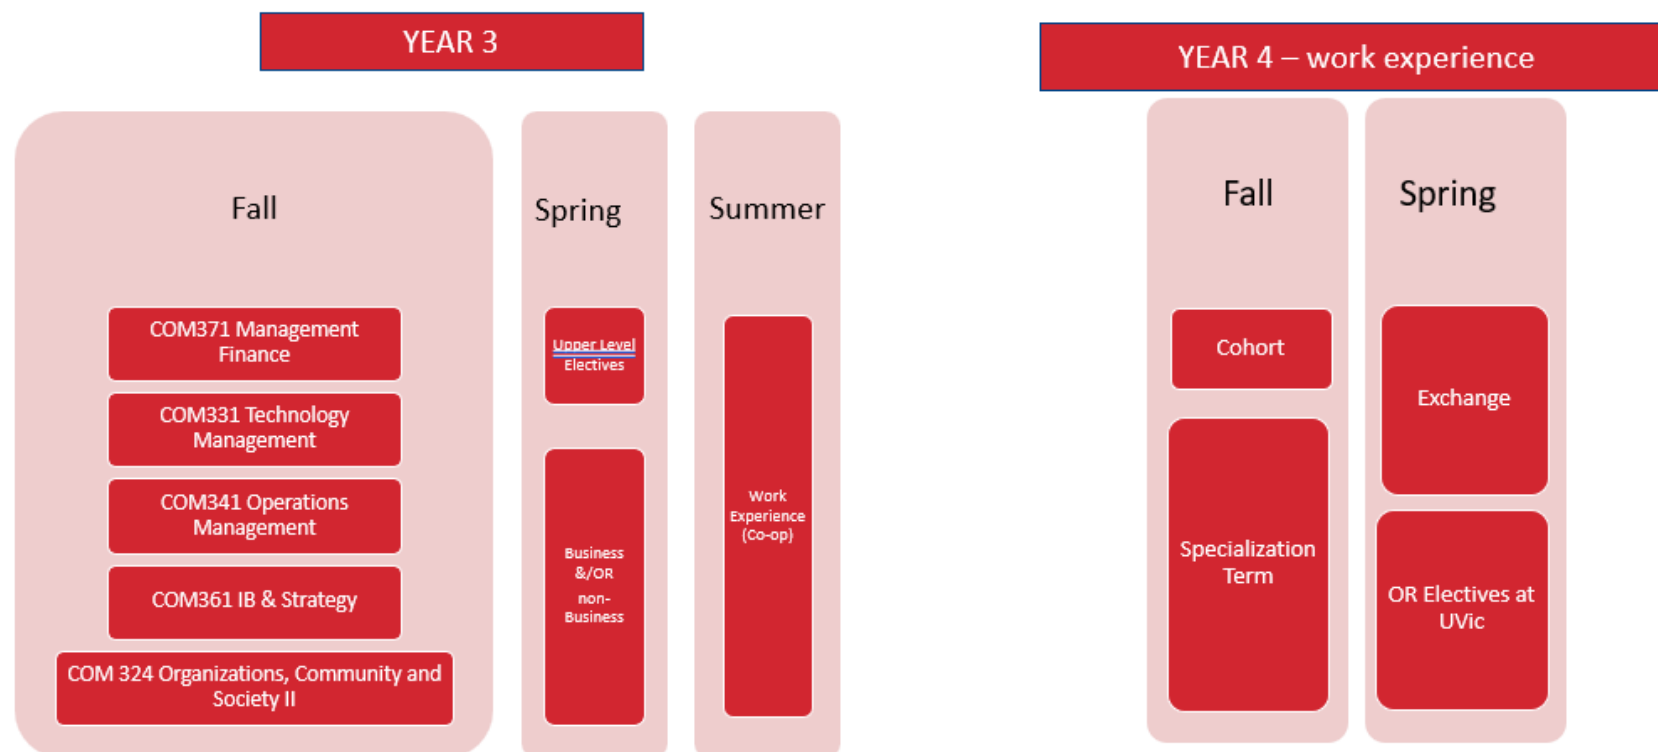 YEAR 3
Fall
COM371 Management
Finance
COM331 Technology
Management
COM341 Operations
Management
COM361 IB & Strategy
COM 324 Organizations, Community and
Society II
Spring
Upper Level
Electives
Business
&/OR
non-
Business
Summer
Work
Experience
(Co-op)
YEAR 4 – work experience
Fall
Cohort
Specialization
Term
Spring
Exchange
OR Electives at
UVic